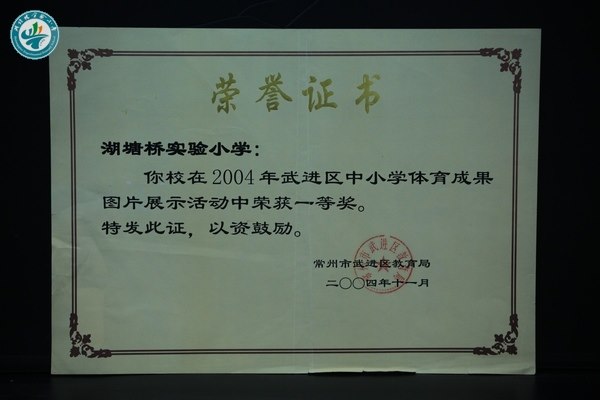 荣誉证书
湖塘桥实验小学：
你校在2004年武进区中小学体育成果
图片展示活动中荣获一等奖。
特发此证，以资鼓励。
常州市武进区教育局
二〇〇四年十一月